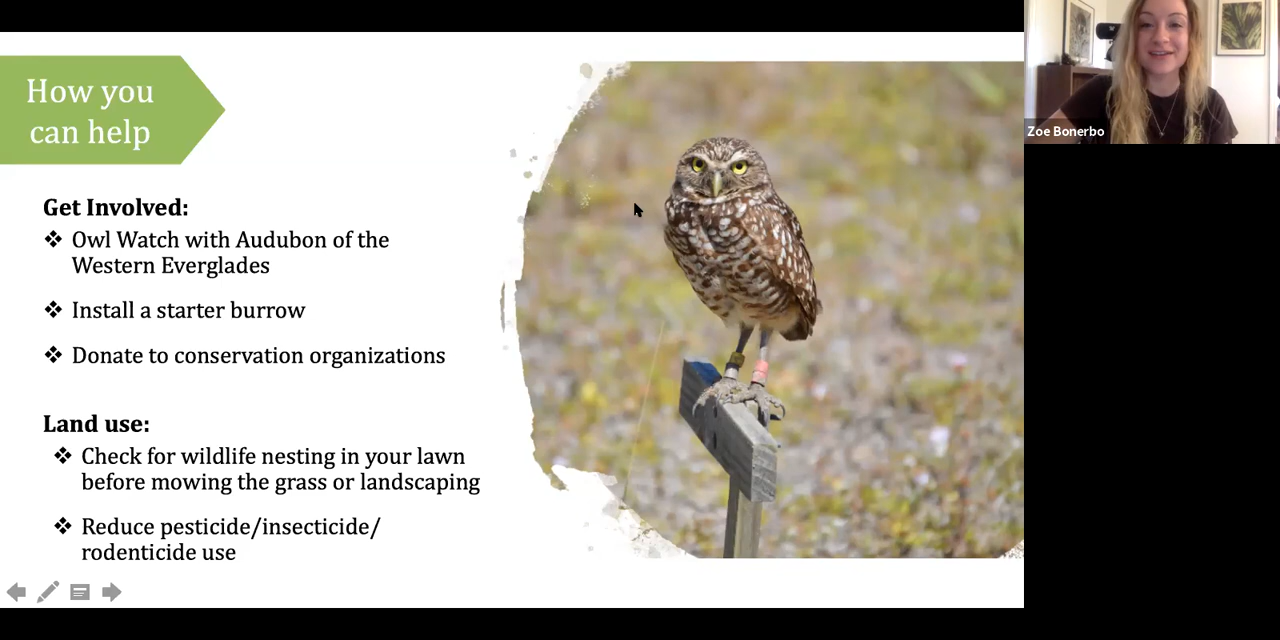 How you
can help
Get Involved:
❖ Owl Watch with Audubon of the
Western Everglades
❖ Install a starter burrow
❖ Donate to conservation organizations
Land use:
❖ Check for wildlife nesting in your lawn
before mowing the grass or landscaping
❖ Reduce pesticide/insecticide/
rodenticide use
Zoe Bonerbo